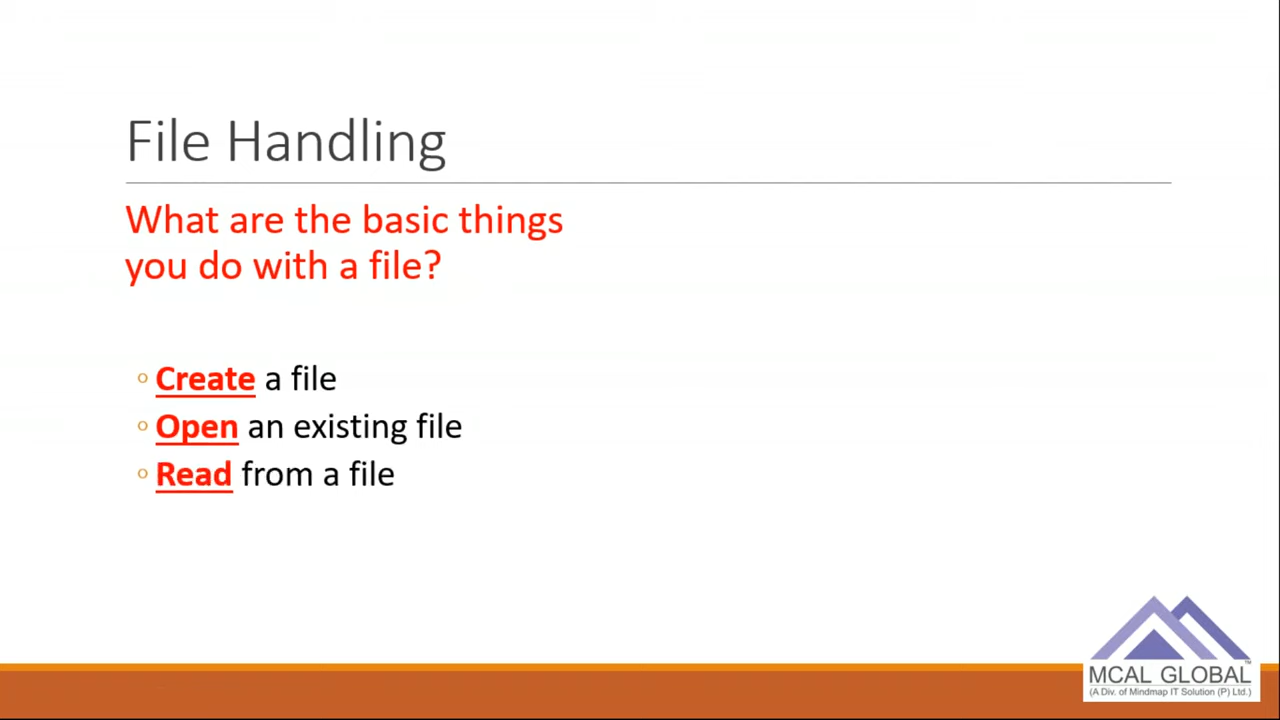 File Handling
What are the basic things
you do with a file?
Create a file
Open an existing file
Read from a file
MCAL GLOBAL™
(A Div. of Mindmap IT Solution (P) Ltd.)